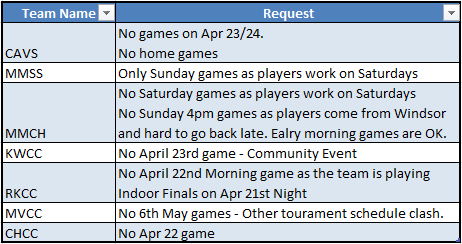 Team Name Request
No games on Apr 23/24.
CAVS No home games
MMSS Only Sunday games as players work on Saturdays
No Saturday games as players work on Saturdays
No Sunday 4pm games as players come from Windsor
MMCH and hard to go back late. Ealry morning games are OK.
KWCC No April 23rd game - Community Event
No April 22nd Morning game as the team is playing
RKCC Indoor Finals on Apr 21st Night
MVCC No 6th May games - Other tourament schedule clash.
CHCC No Apr 22 game